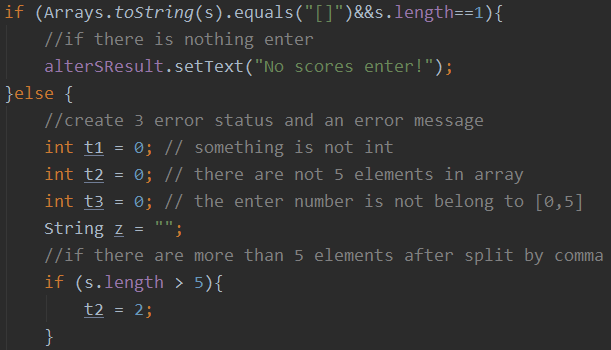 if (Arrays.toString(s).equals("[]")&&s.length==1){
//if there is nothing enter
alterSResult.setText("No scores enter!");
}else {
//create 3 error status and an error message
int t1 = 0; // something is not int
int t2 = 0; // there are not 5 elements in array
int t3 = 0; // the enter number is not belong to [0,5]
String z = "";
//if there are more than 5 elements after split by comma
if (s.length > 5){
t2 = 2;
}